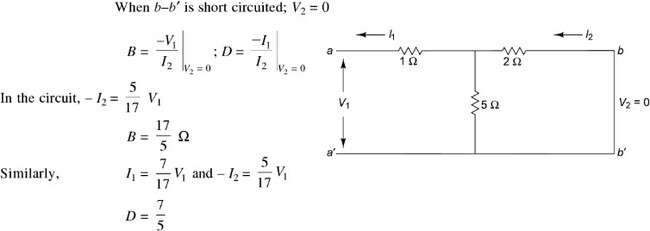 When b–b′ is short circuited; V₂ = 0
B = −V₁/I₂ |V₂ = 0 ; D = −I₁/I₂ |V₂ = 0
In the circuit, – I₂ = 5/17 V₁
B = 17/5 Ω
Similarly, I₁ = 7/17 V₁ and – I₂ = 5/17 V₁
D = 7/5
I₁ I₂
a b
1 Ω 2 Ω
V₁ 5 Ω V₂ = 0
a′ b′